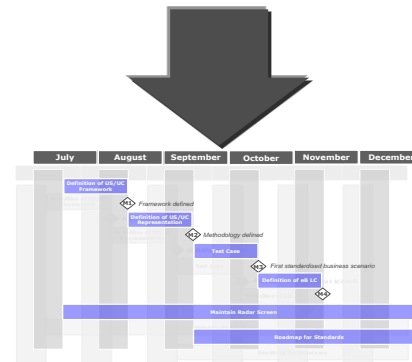 July August September October November December
Definition of US/UC
Framework
M1 Framework defined
Definition of US/UC
Representation
M2 Methodology defined
Test Case
M3 First standardised business scenario
Definition of eB LC
M4
Maintain Radar Screen
Roadmap for Standards